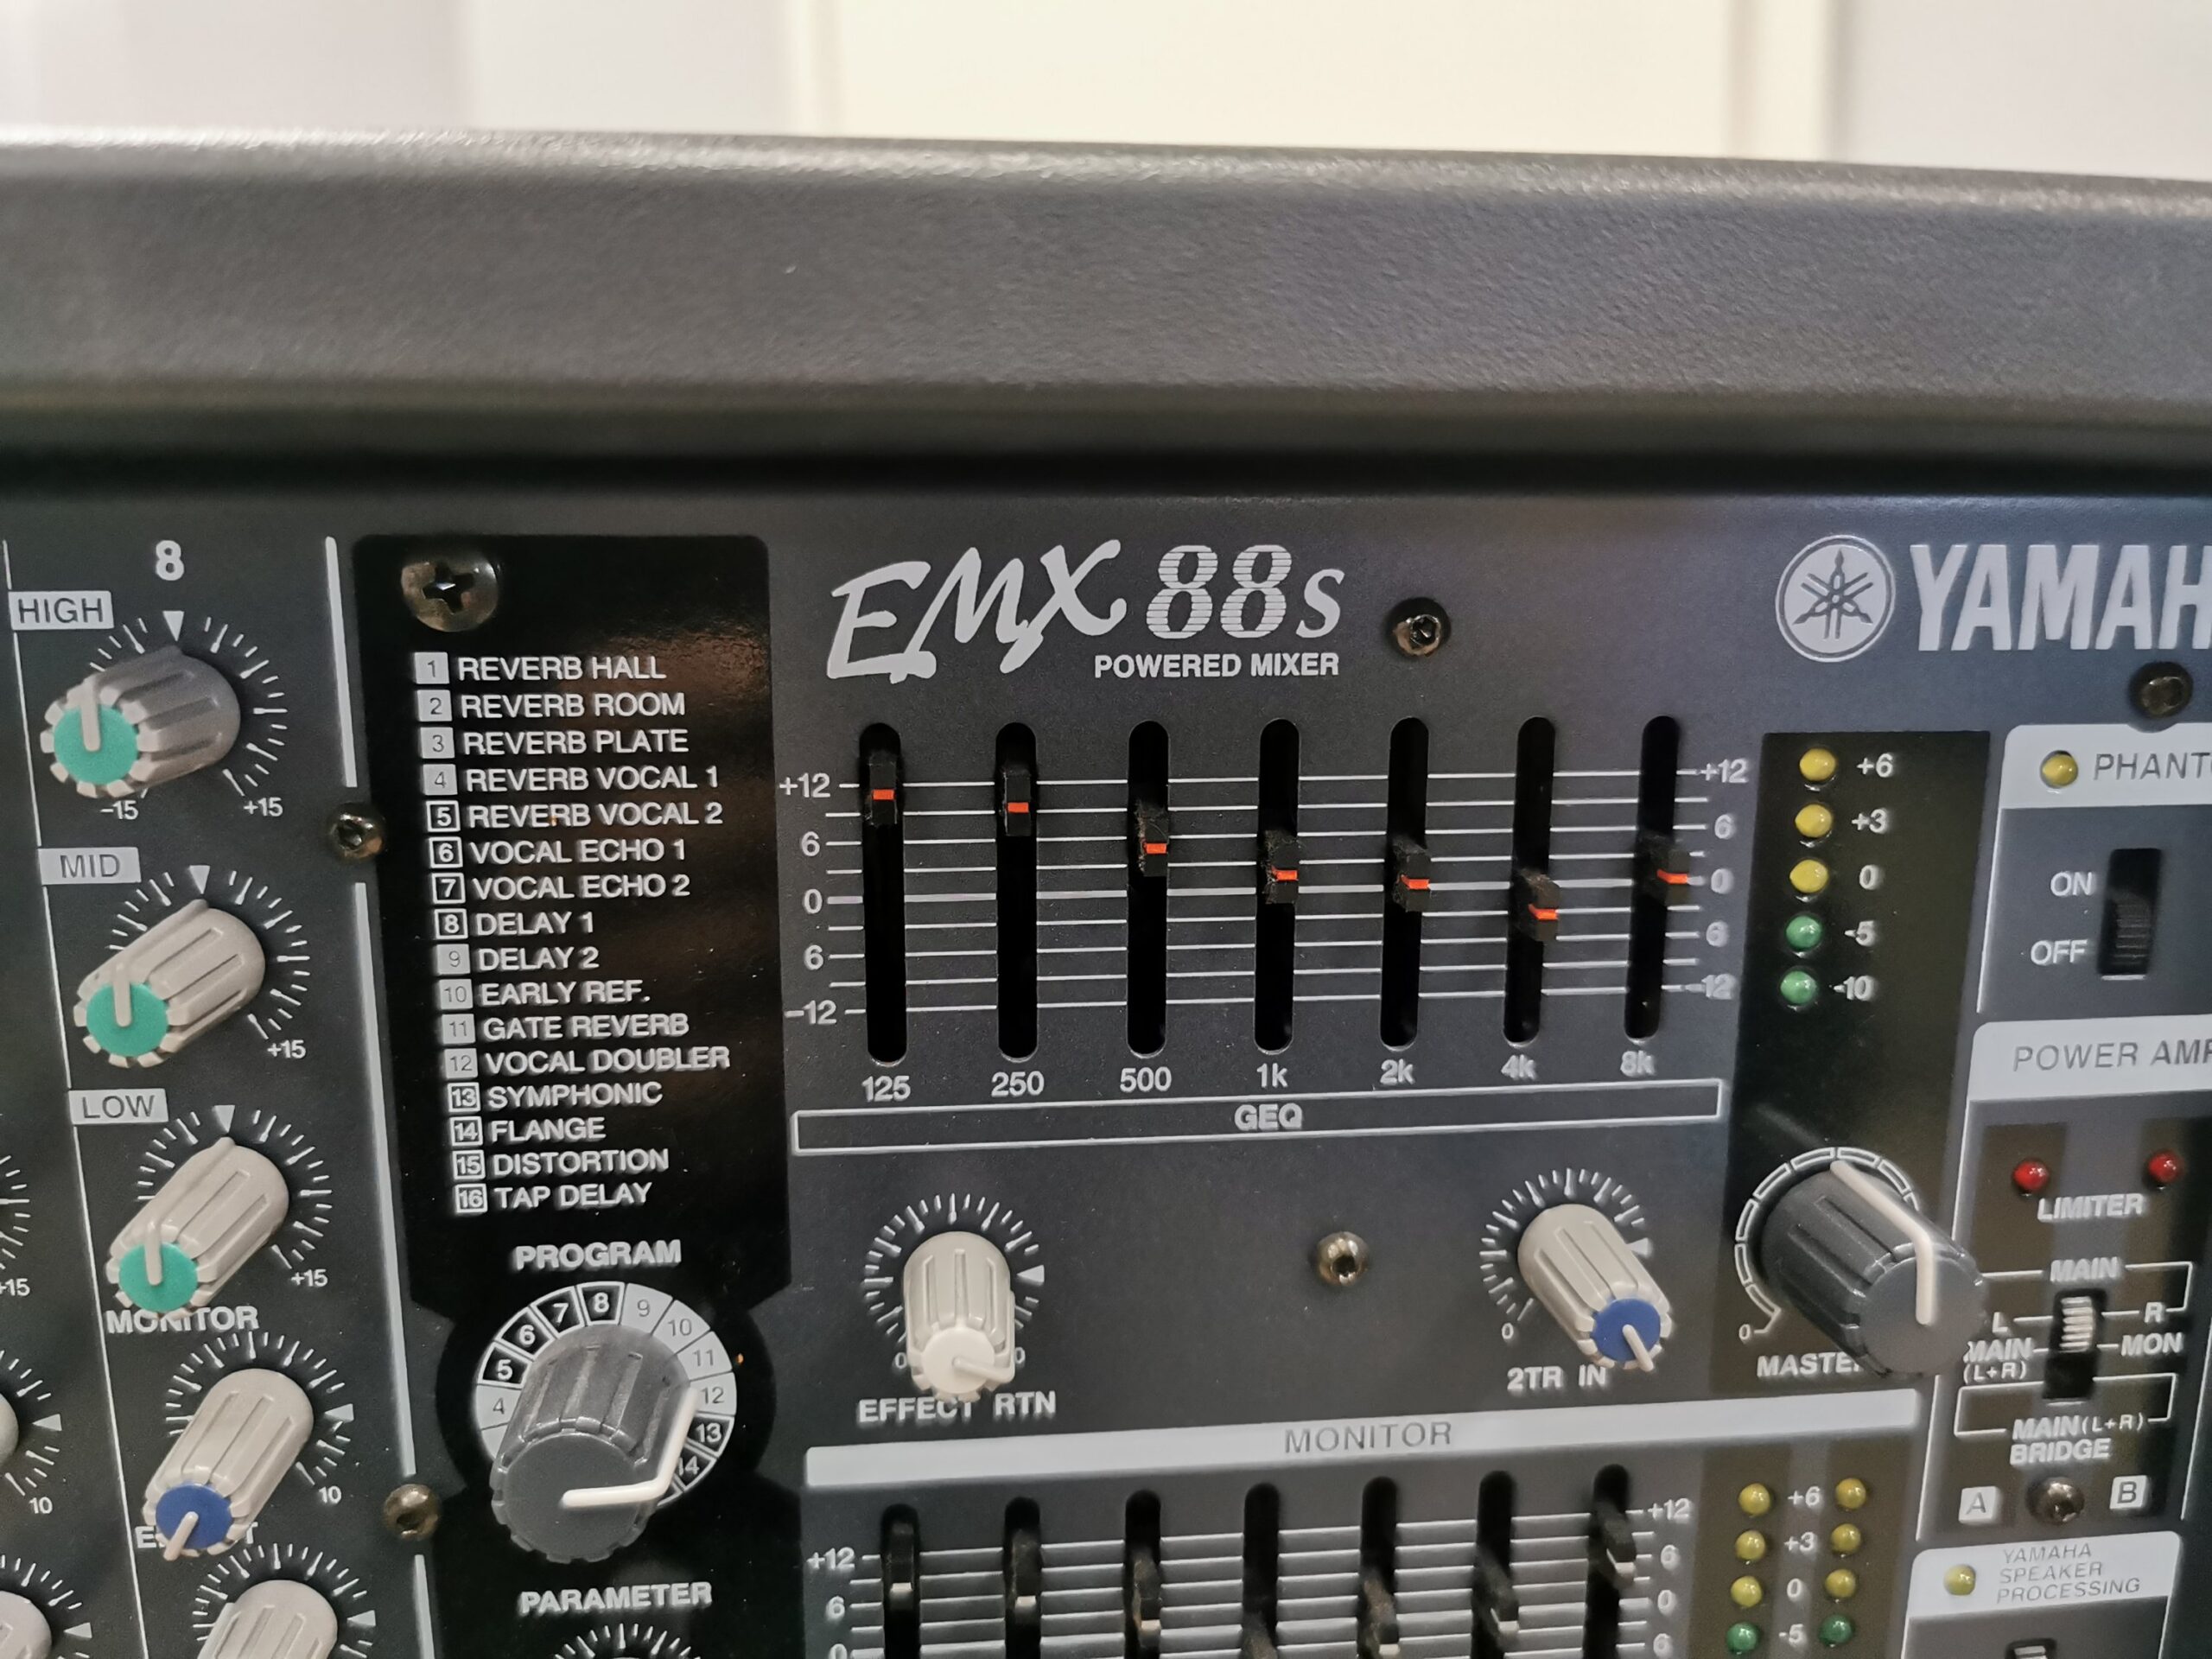 8
HIGH
-15 +15
MID
+15
LOW
+15
+15
MONITOR
10
10
1 REVERB HALL
2 REVERB ROOM
3 REVERB PLATE
4 REVERB VOCAL 1
5 REVERB VOCAL 2
6 VOCAL ECHO 1
7 VOCAL ECHO 2
8 DELAY 1
9 DELAY 2
10 EARLY REF.
11 GATE REVERB
12 VOCAL DOUBLER
13 SYMPHONIC
14 FLANGE
15 DISTORTION
16 TAP DELAY
PROGRAM
4 5 6 7 8 9 10 11 12 13 14
PARAMETER
EMX 88s
POWERED MIXER
+12 +12
6 6
0 0
6 6
-12 -12
125 250 500 1k 2k 4k 8k
GEQ
EFFECT RTN
0
2TR IN
MONITOR
+12 +12
6 6
0 0
6
YAMAH
+6
+3
0
-5
-10
0
MASTE
+6
+3
0
-5
PHANT
ON
OFF
POWER AMP
LIMITER
MAIN
L R
MAIN MON
(L+R)
MAIN(L+R)
BRIDGE
A B
YAMAHA
SPEAKER
PROCESSING